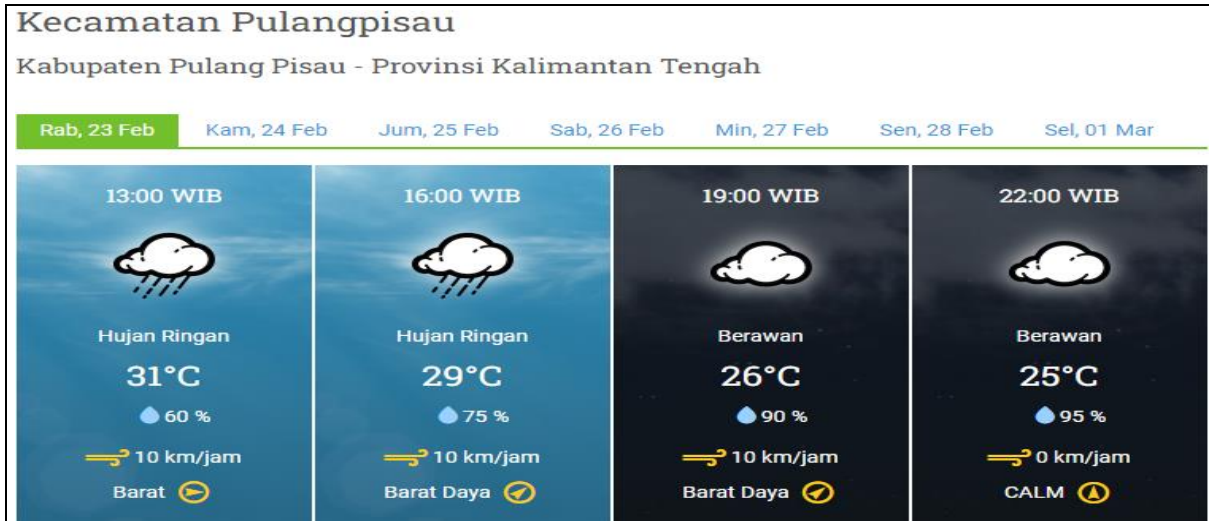 Kecamatan Pulangpisau
Kabupaten Pulang Pisau - Provinsi Kalimantan Tengah
Rab, 23 Feb Kam, 24 Feb Jum, 25 Feb Sab, 26 Feb Min, 27 Feb Sen, 28 Feb Sel, 01 Mar
13:00 WIB 16:00 WIB 19:00 WIB 22:00 WIB
Hujan Ringan Hujan Ringan Berawan Berawan
31°C 29°C 26°C 25°C
60 % 75 % 90 % 95 %
10 km/jam 10 km/jam 10 km/jam 0 km/jam
Barat Barat Daya Barat Daya CALM